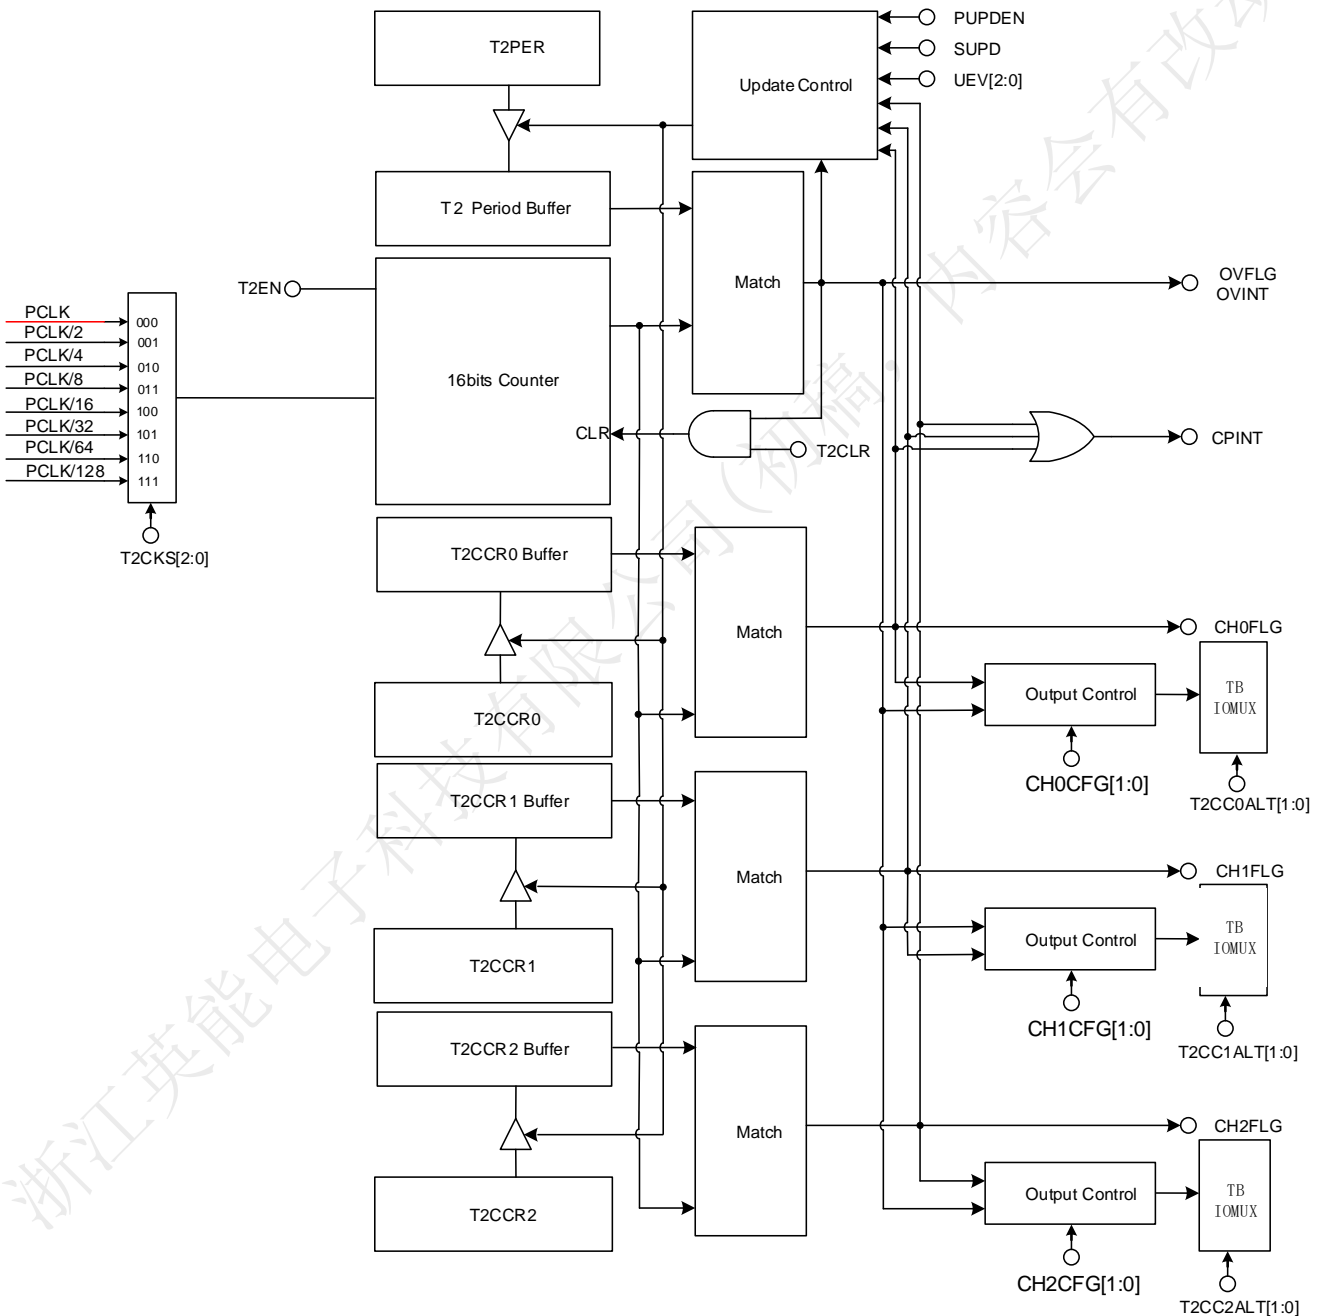 T2PER
PUPDEN
SUPD
UEV[2:0]
Update Control
T2 Period Buffer
Match
T2EN
OVFLG
OVINT
PCLK
PCLK/2
PCLK/4
PCLK/8
PCLK/16
PCLK/32
PCLK/64
PCLK/128
000
001
010
011
100
101
110
111
T2CKS[2:0]
16bits Counter
CLR
T2CLR
CPINT
T2CCR0 Buffer
Match
CH0FLG
T2CCR0
Output Control
TB
IOMUX
CH0CFG[1:0]
T2CC0ALT[1:0]
T2CCR1 Buffer
Match
CH1FLG
T2CCR1
Output Control
TB
IOMUX
CH1CFG[1:0]
T2CC1ALT[1:0]
T2CCR2 Buffer
Match
CH2FLG
T2CCR2
Output Control
TB
IOMUX
CH2CFG[1:0]
T2CC2ALT[1:0]
浙江英能电子科技有限公司(初稿，内容会有改动